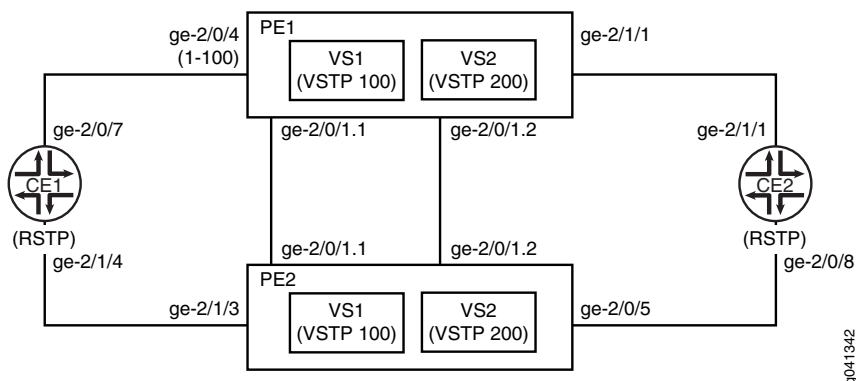 ge-2/0/4
(1-100)
PE1
ge-2/1/1
VS1
(VSTP 100)
VS2
(VSTP 200)
ge-2/0/7
ge-2/0/1.1
ge-2/0/1.2
ge-2/1/1
CE1
CE2
(RSTP)
(RSTP)
ge-2/1/4
ge-2/0/1.1
ge-2/0/1.2
ge-2/0/8
PE2
ge-2/1/3
ge-2/0/5
VS1
(VSTP 100)
VS2
(VSTP 200)
g041342